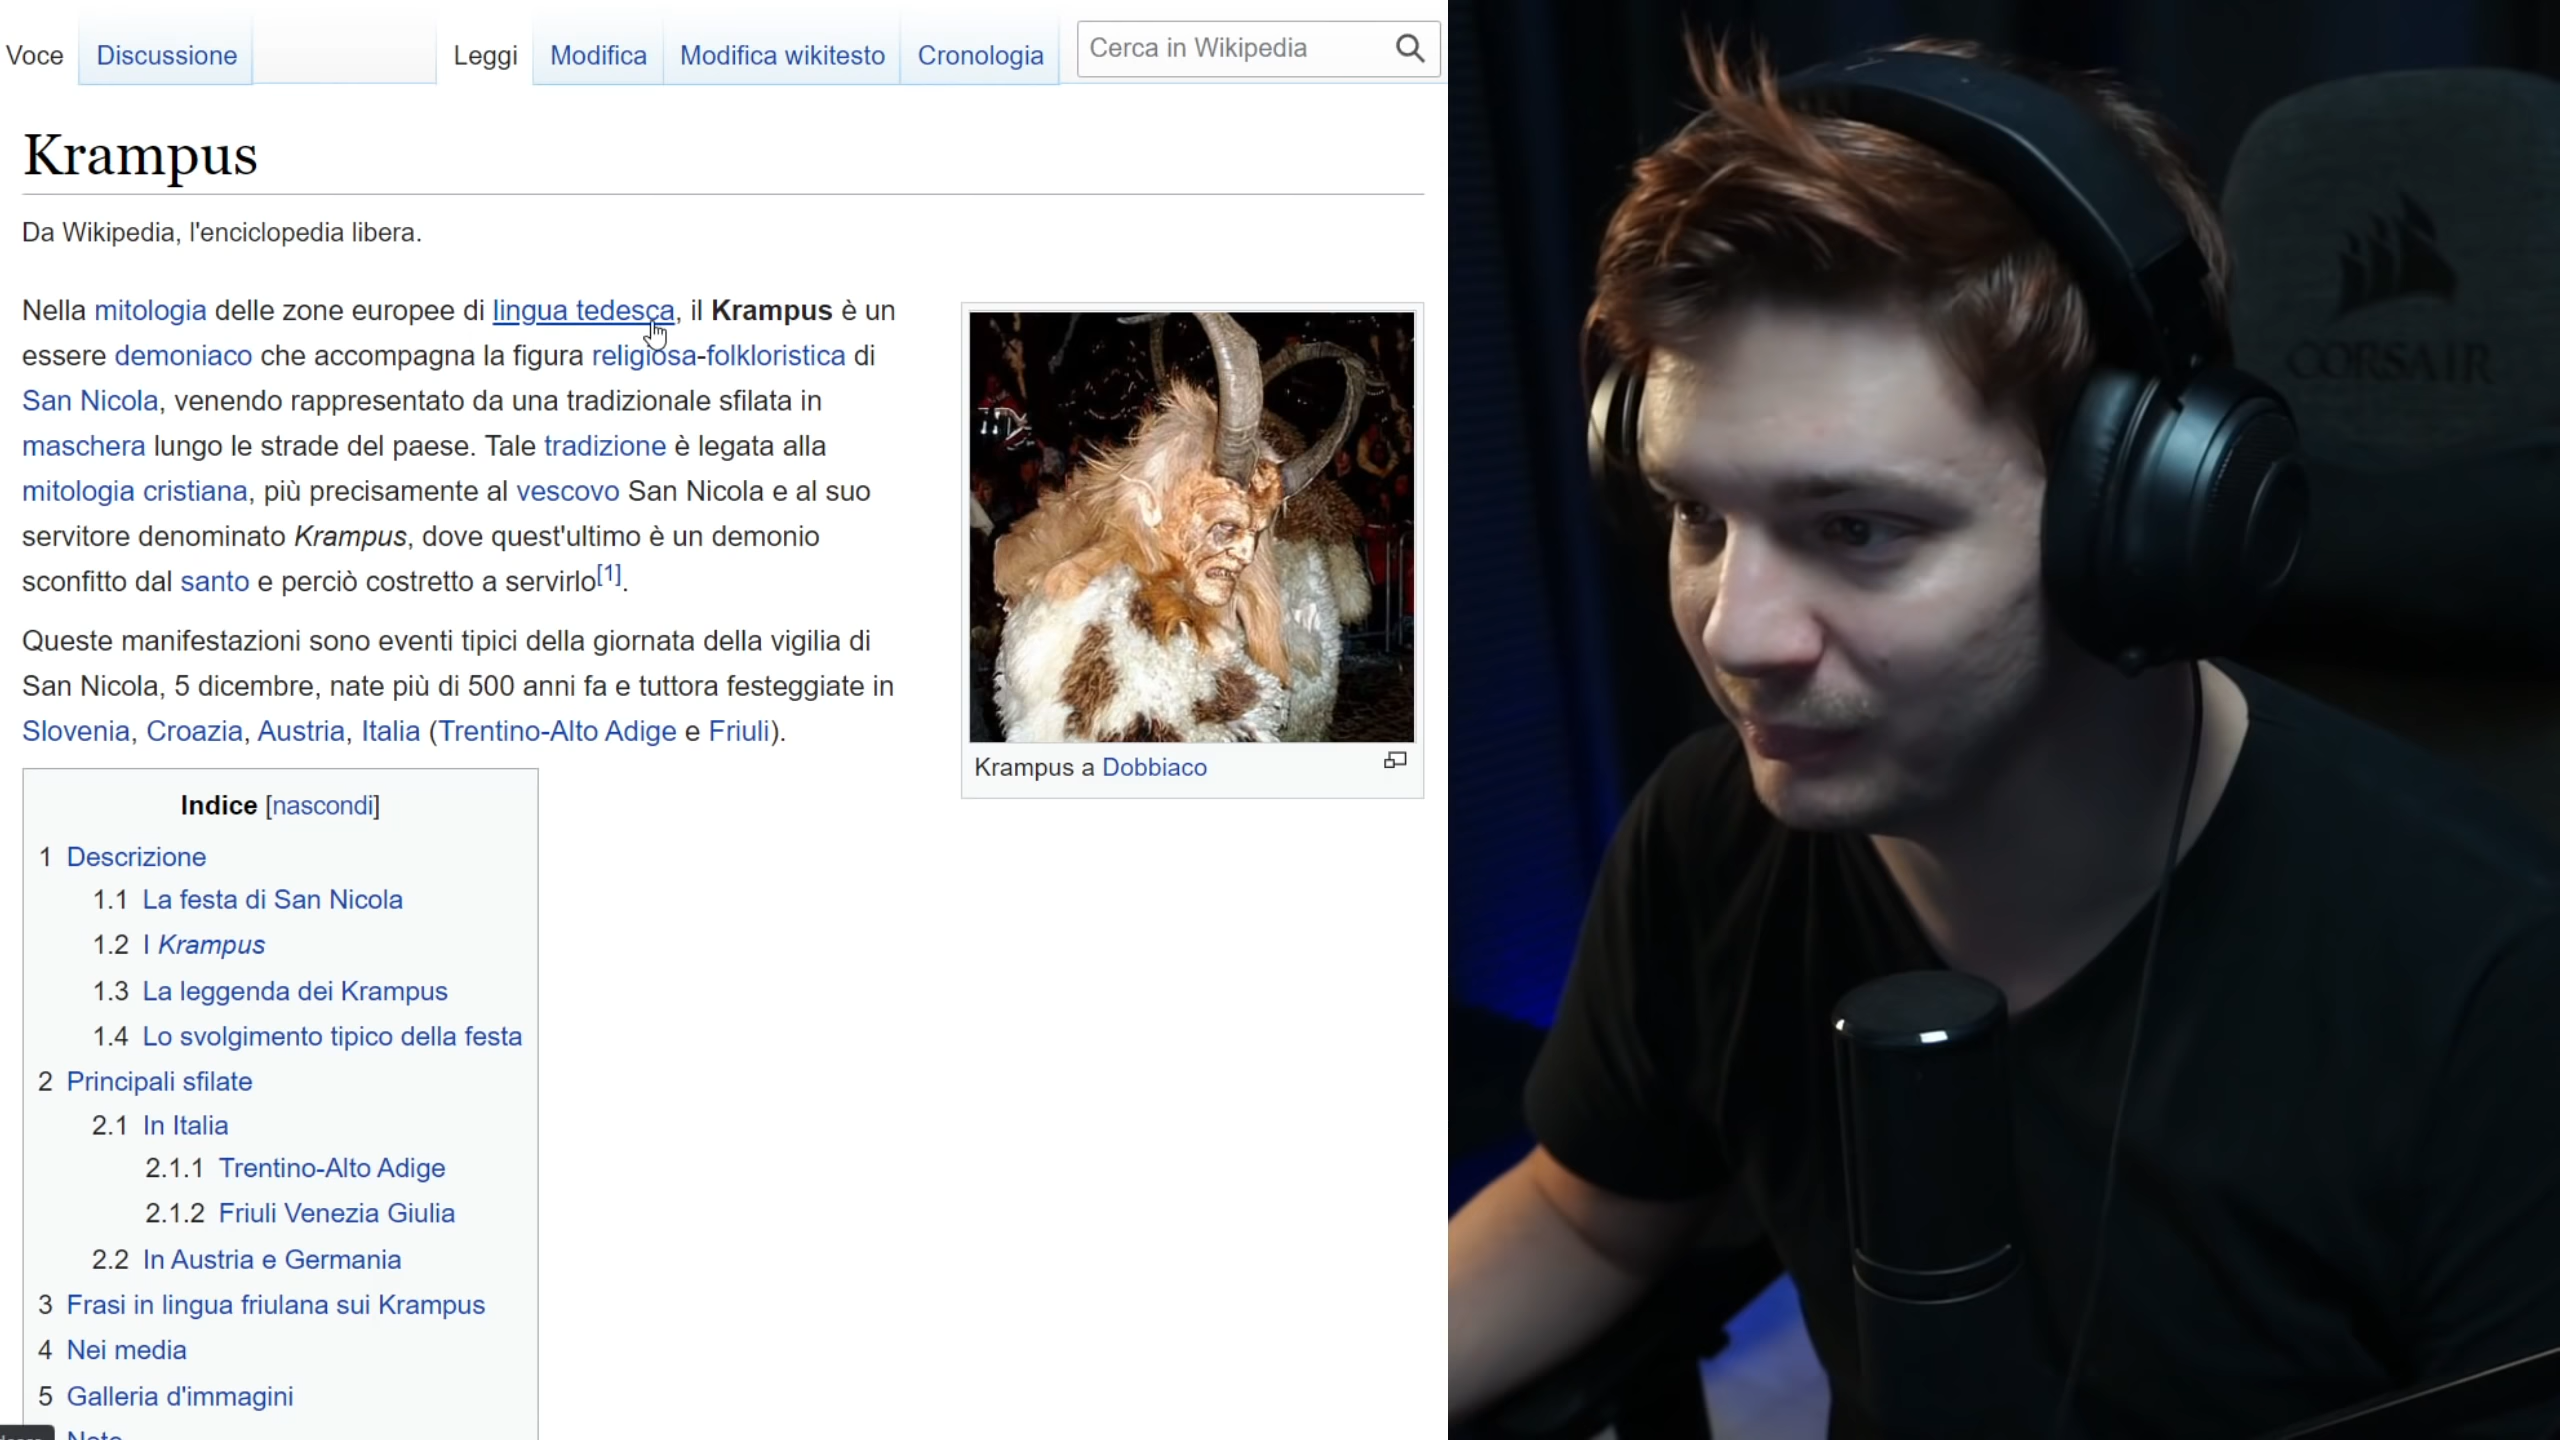 Voce Discussione Leggi Modifica Modifica wikitesto Cronologia Cerca in Wikipedia
Krampus
Da Wikipedia, l'enciclopedia libera.
Nella mitologia delle zone europee di lingua tedesca, il Krampus è un
essere demoniaco che accompagna la figura religiosa-folkloristica di
San Nicola, venendo rappresentato da una tradizionale sfilata in
maschera lungo le strade del paese. Tale tradizione è legata alla
mitologia cristiana, più precisamente al vescovo San Nicola e al suo
servitore denominato Krampus, dove quest'ultimo è un demonio
sconfitto dal santo e perciò costretto a servirlo[1].
Queste manifestazioni sono eventi tipici della giornata della vigilia di
San Nicola, 5 dicembre, nate più di 500 anni fa e tuttora festeggiate in
Slovenia, Croazia, Austria, Italia (Trentino-Alto Adige e Friuli).
Krampus a Dobbiaco
Indice [nascondi]
1 Descrizione
1.1 La festa di San Nicola
1.2 I Krampus
1.3 La leggenda dei Krampus
1.4 Lo svolgimento tipico della festa
2 Principali sfilate
2.1 In Italia
2.1.1 Trentino-Alto Adige
2.1.2 Friuli Venezia Giulia
2.2 In Austria e Germania
3 Frasi in lingua friulana sui Krampus
4 Nei media
5 Galleria d'immagini
CORSAIR